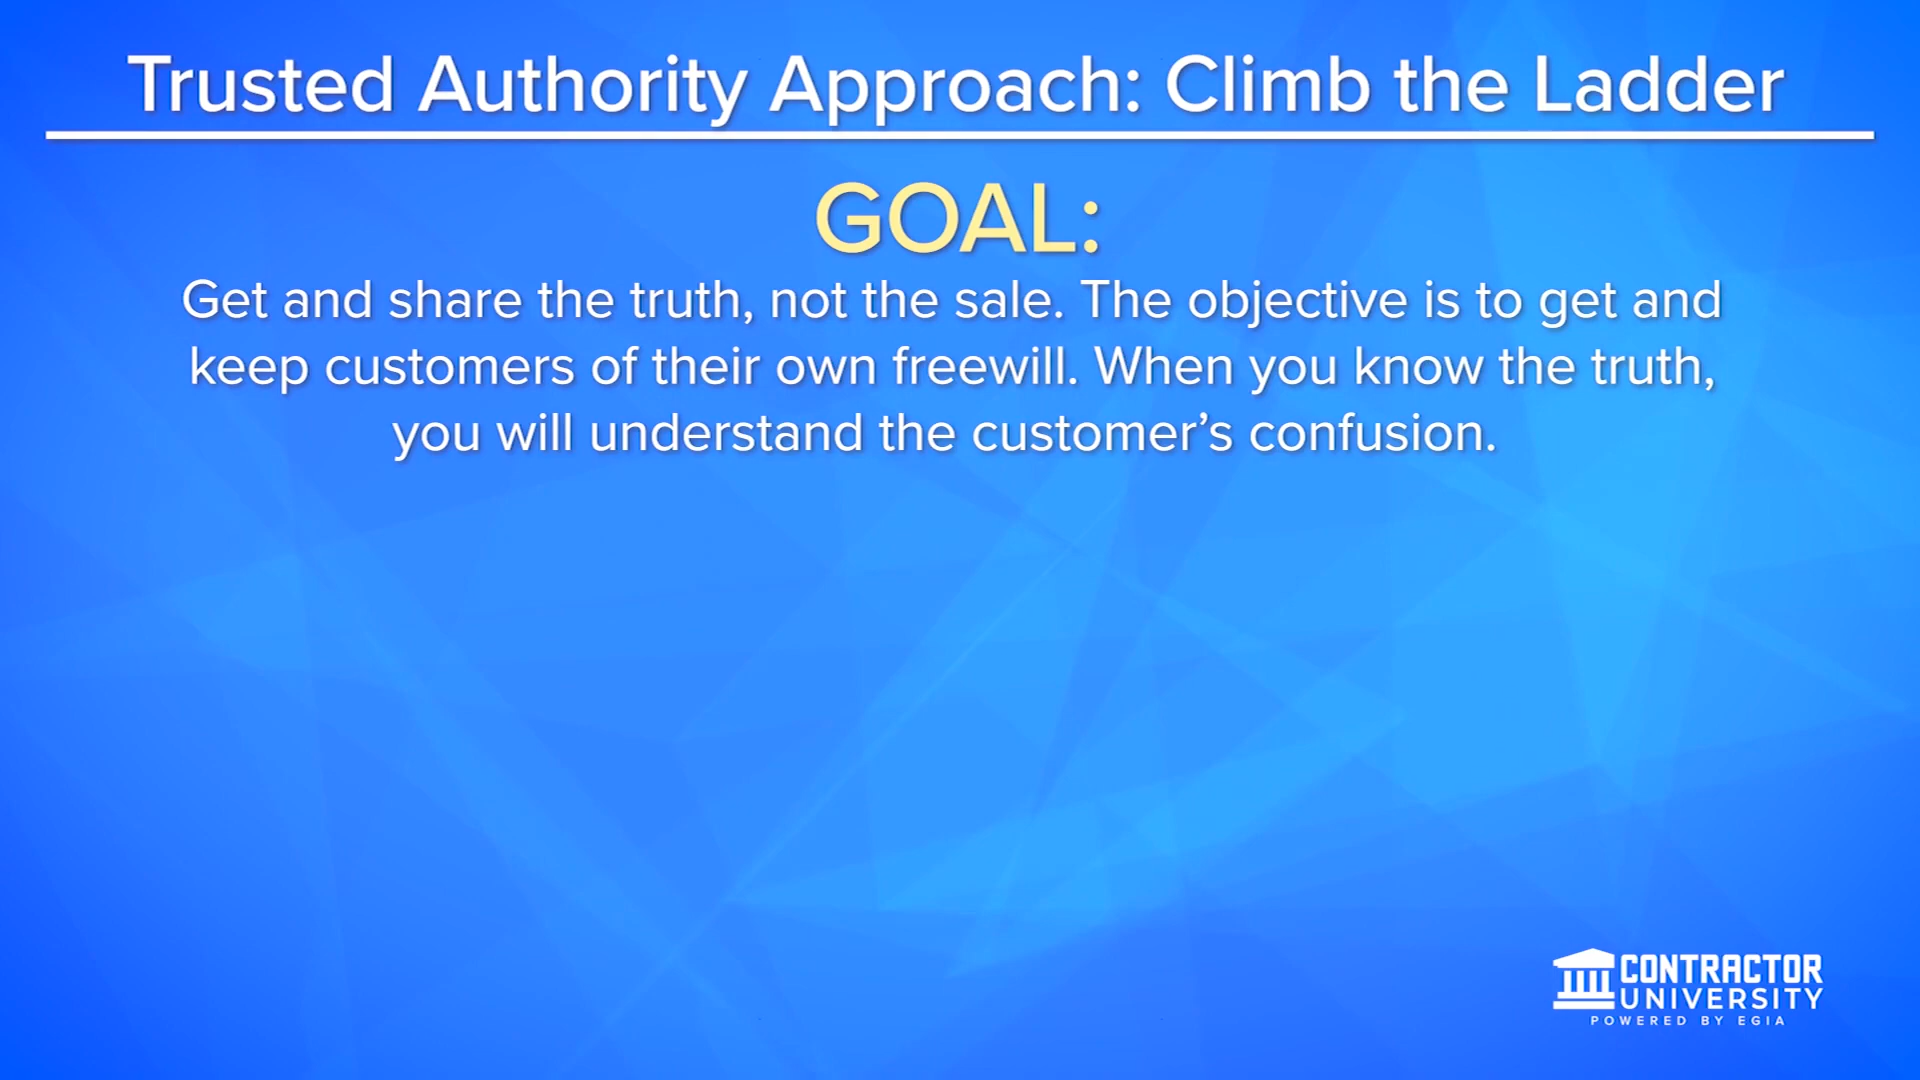 Trusted Authority Approach: Climb the Ladder
GOAL:
Get and share the truth, not the sale. The objective is to get and
keep customers of their own freewill. When you know the truth,
you will understand the customer’s confusion.
CONTRACTOR
UNIVERSITY
POWERED BY EGIA